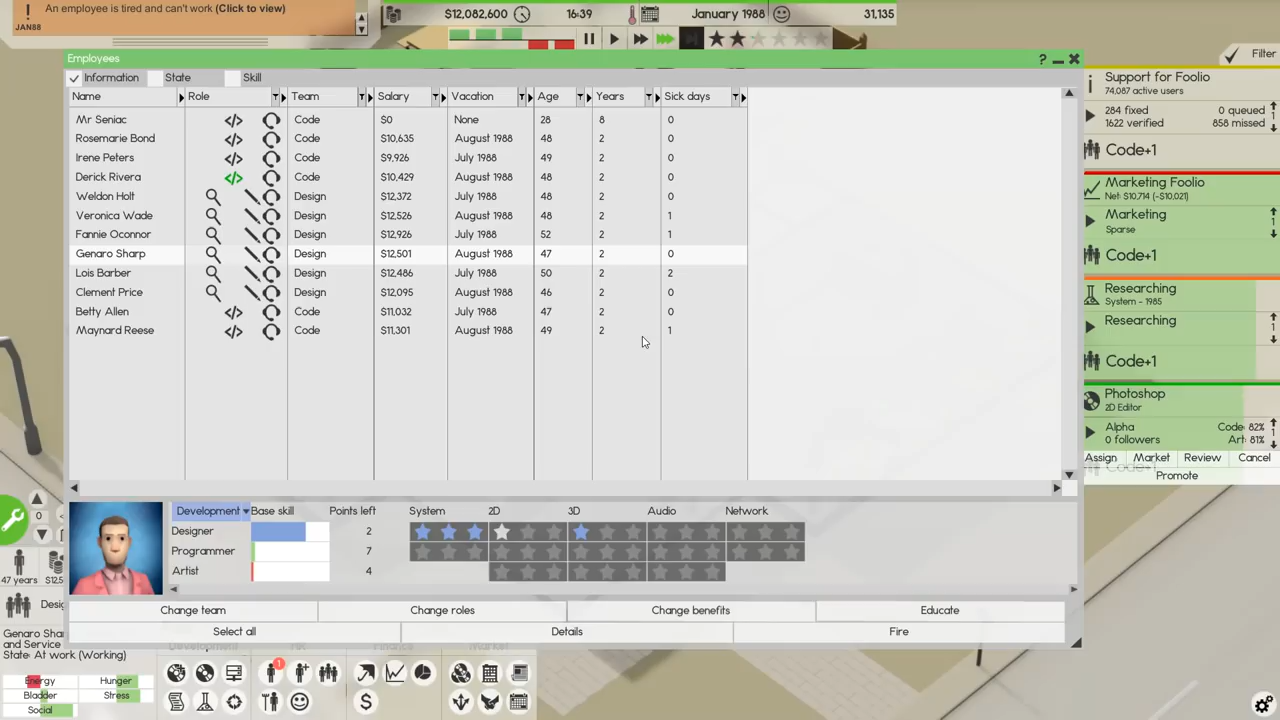 An employee is tired and can't work (Click to view)
JAN88
$12,082,600
16:39
January 1988
31,135
Filter
Employees
? 
Information State Skill
Name Role Team Salary Vacation Age Years Sick days
Mr Seniac Code $0 None 28 8 0
Rosemarie Bond Code $10,635 August 1988 48 2 0
Irene Peters Code $9,926 July 1988 49 2 0
Derick Rivera Code $10,429 August 1988 48 2 0
Weldon Holt Design $12,372 July 1988 48 2 0
Veronica Wade Design $12,526 August 1988 48 2 1
Fannie Oconnor Design $12,926 July 1988 52 2 1
Genaro Sharp Design $12,501 August 1988 47 2 0
Lois Barber Design $12,486 July 1988 50 2 2
Clement Price Design $12,095 August 1988 46 2 0
Betty Allen Code $11,032 July 1988 47 2 0
Maynard Reese Code $11,301 August 1988 49 2 1
Support for Foolio
74,087 active users
284 fixed 0 queued
1622 verified 858 missed
1
Code+1
Marketing Foolio
Net: $10,714 (-$10,021)
Marketing
Sparse
1
Code+1
Researching
System - 1985
Researching
1
Code+1
Photoshop
2D Editor
Alpha Code: 82%
0 followers Art: 81%
1
Assign Market Review Cancel
Code+1
Promote
Development Base skill Points left System 2D 3D Audio Network
Designer 2
Programmer 7
Artist 4
Change team Change roles Change benefits Educate
Select all Details Fire
0
47 years
Genaro
and Service
State: At work (Working)
Energy Hunger
Bladder Stress
Social
HR
1
$